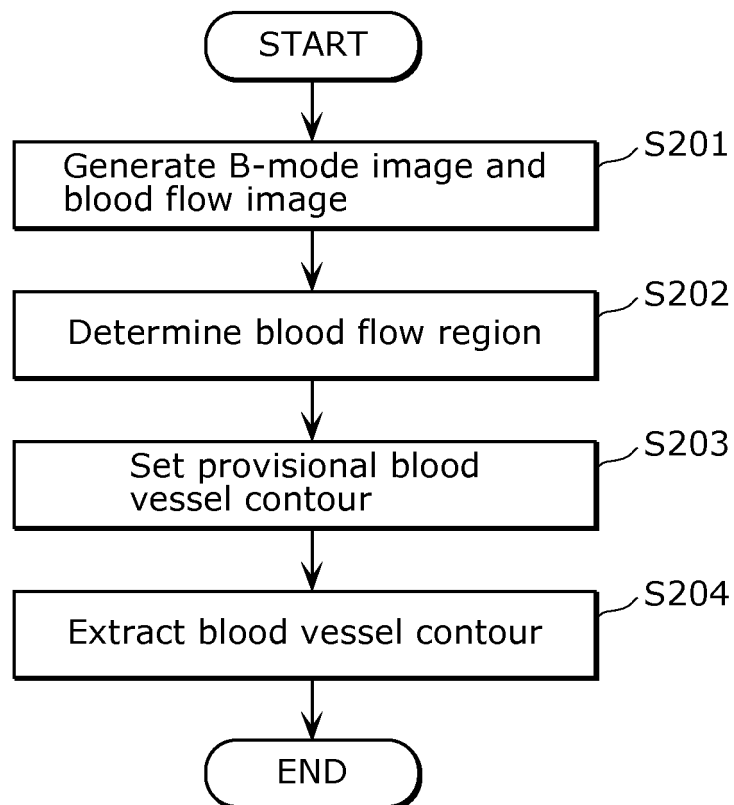 START
S201
Generate B-mode image and
blood flow image
S202
Determine blood flow region
S203
Set provisional blood
vessel contour
S204
Extract blood vessel contour
END